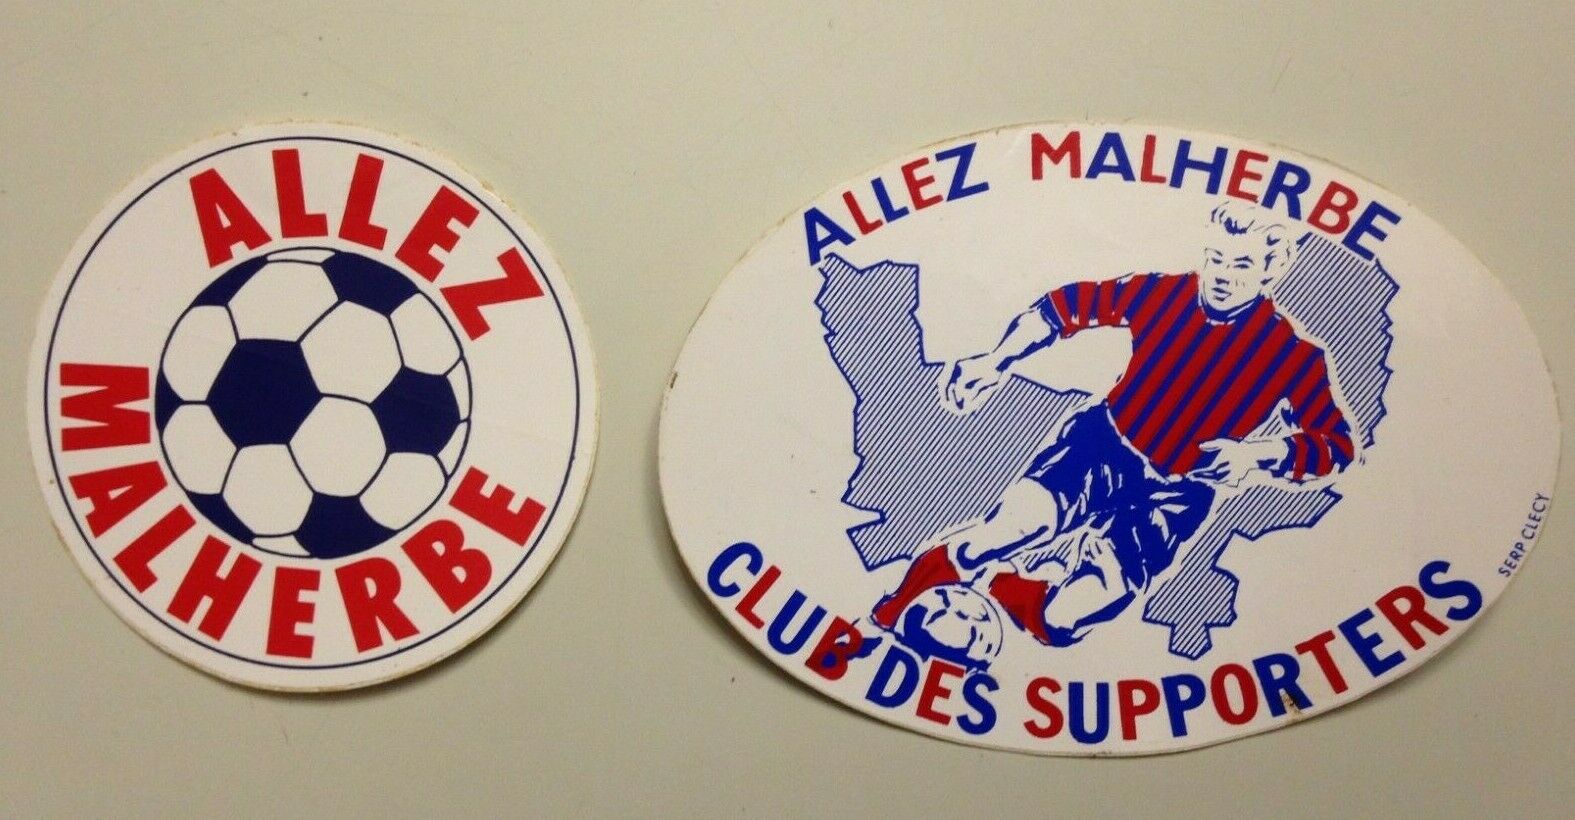 ALLEZ
MALHERBE
ALLEZ MALHERBE
CLUB DES SUPPORTERS
SERP CLECY